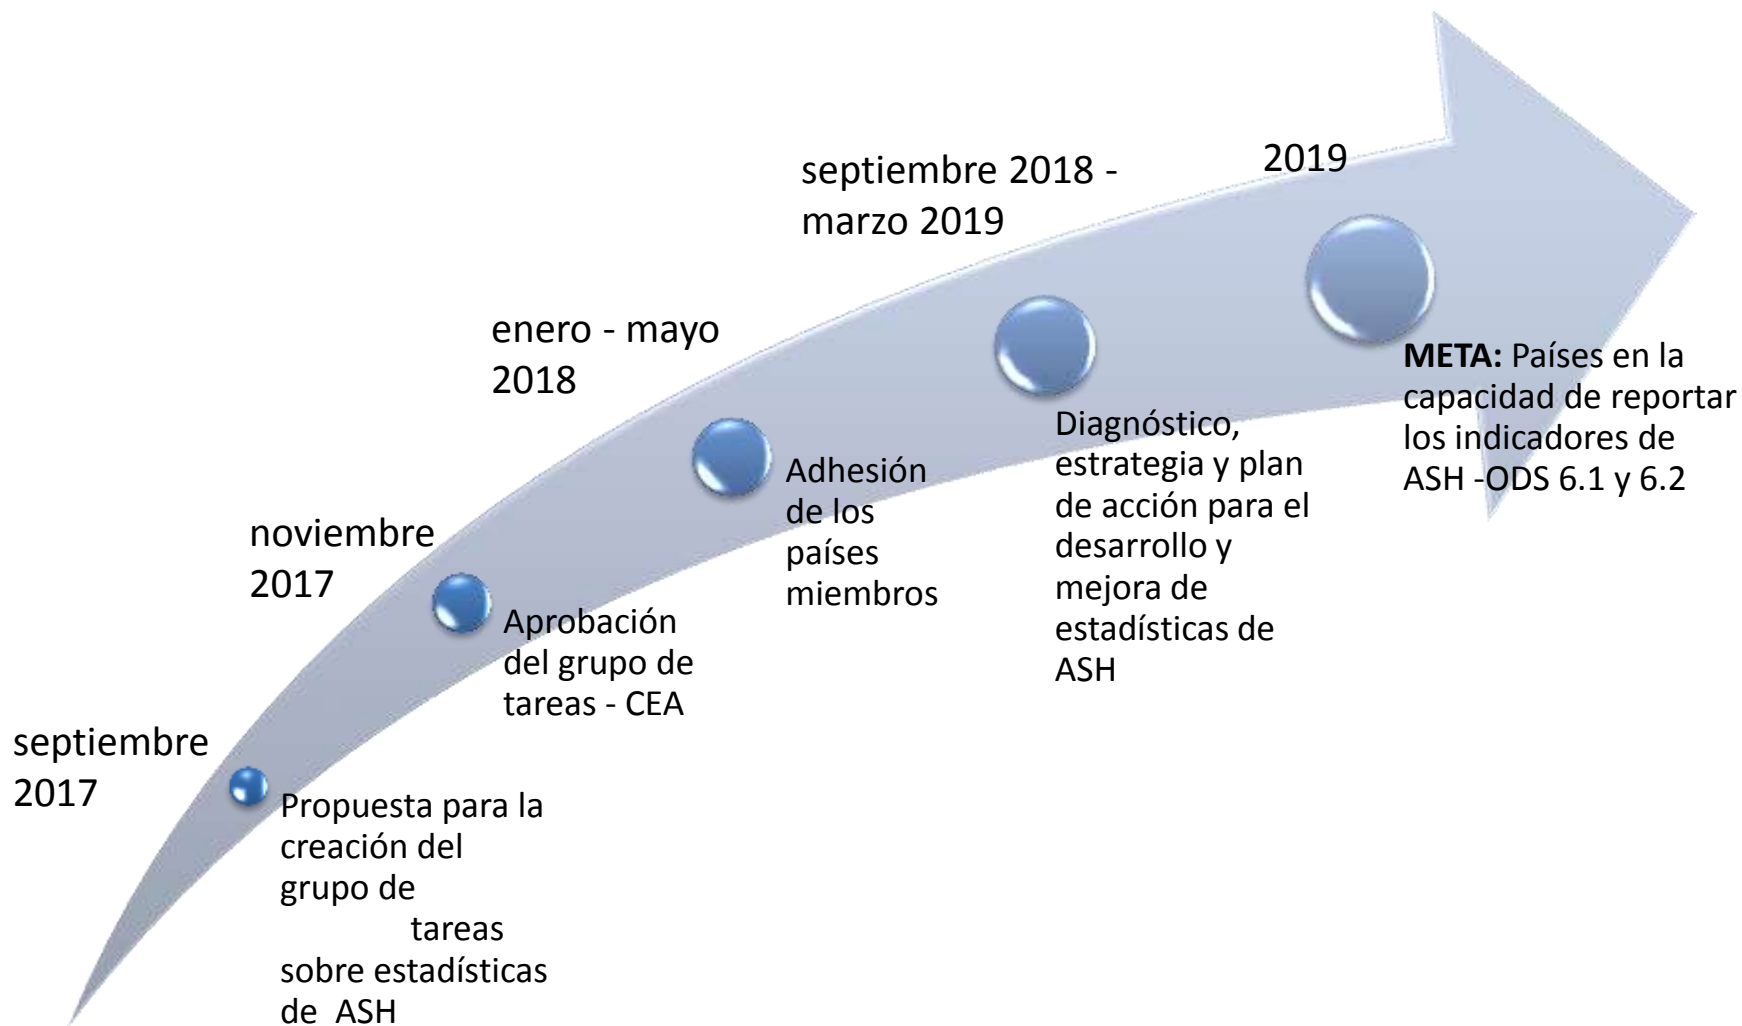 septiembre
2017
Propuesta para la
creación del
grupo de
tareas
sobre estadísticas
de ASH
noviembre
2017
Aprobación
del grupo de
tareas - CEA
enero - mayo
2018
Adhesión
de los
países
miembros
septiembre 2018 -
marzo 2019
Diagnóstico,
estrategia y plan
de acción para el
desarrollo y
mejora de
estadísticas de
ASH
2019
META: Países en la
capacidad de reportar
los indicadores de
ASH -ODS 6.1 y 6.2